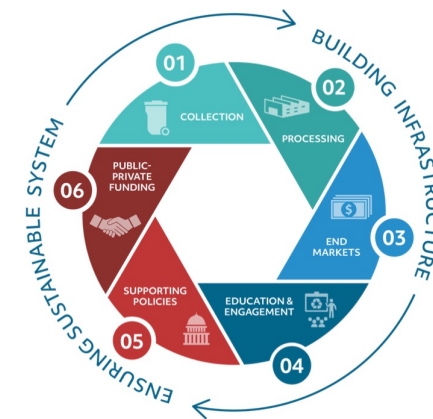 BUILDING INFRASTRUCTURE
01
COLLECTION
02
PROCESSING
03
END
MARKETS
04
EDUCATION &
ENGAGEMENT
05
SUPPORTING
POLICIES
06
PUBLIC-
PRIVATE
FUNDING
ENSURING SUSTAINABLE SYSTEM
$